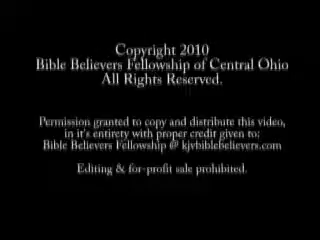 Copyright 2010
Bible Believers Fellowship of Central Ohio
All Rights Reserved.
Permission granted to copy and distribute this video,
in it's entirety with proper credit given to:
Bible Believers Fellowship @ kjvbiblebelievers.com
Editing & for-profit sale prohibited.